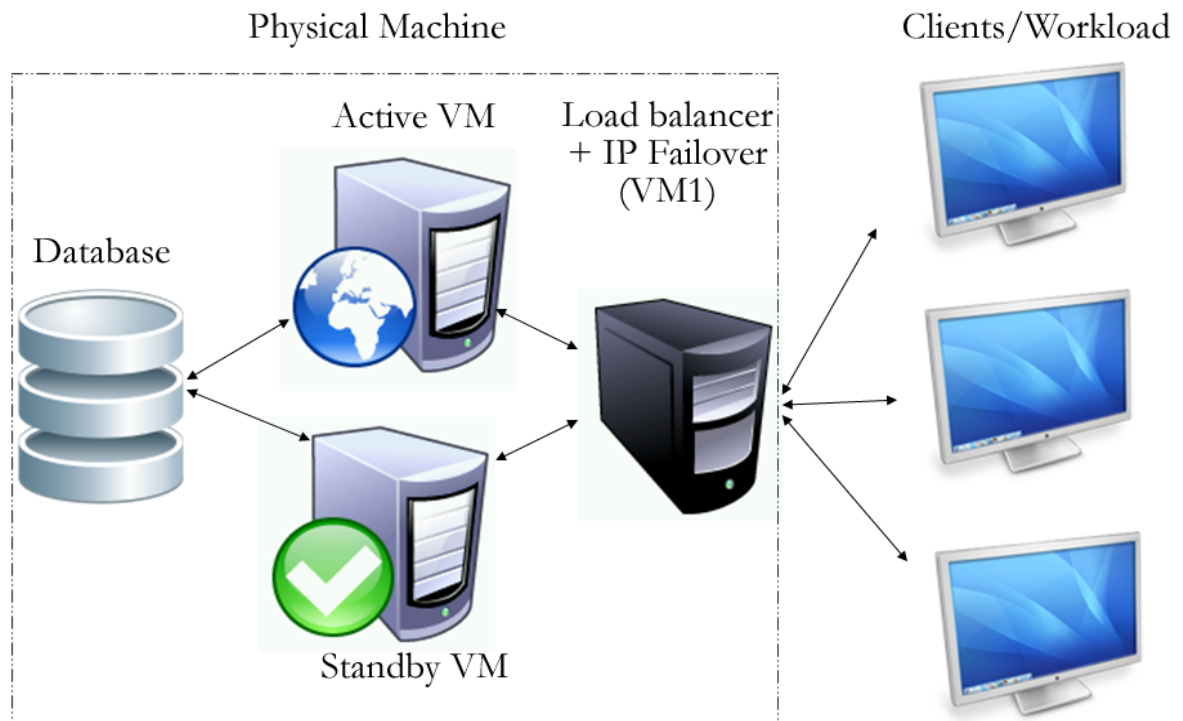 Physical Machine
Clients/Workload
Active VM
Load balancer
+ IP Failover
(VM1)
Database
Standby VM